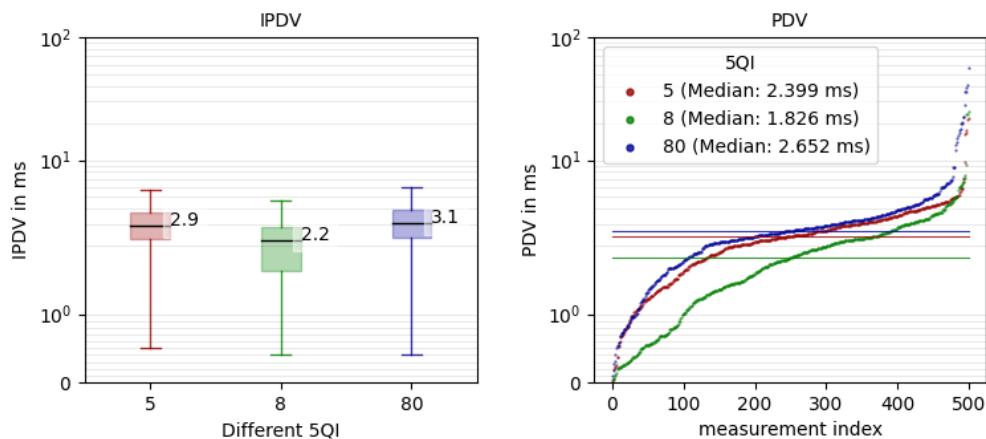 IPDV
10²
10¹
10⁰
0
IPDV in ms
2.9
2.2
3.1
5 8 80
Different 5QI
PDV
10²
10¹
10⁰
0
PDV in ms
5QI
5 (Median: 2.399 ms)
8 (Median: 1.826 ms)
80 (Median: 2.652 ms)
0 100 200 300 400 500
measurement index